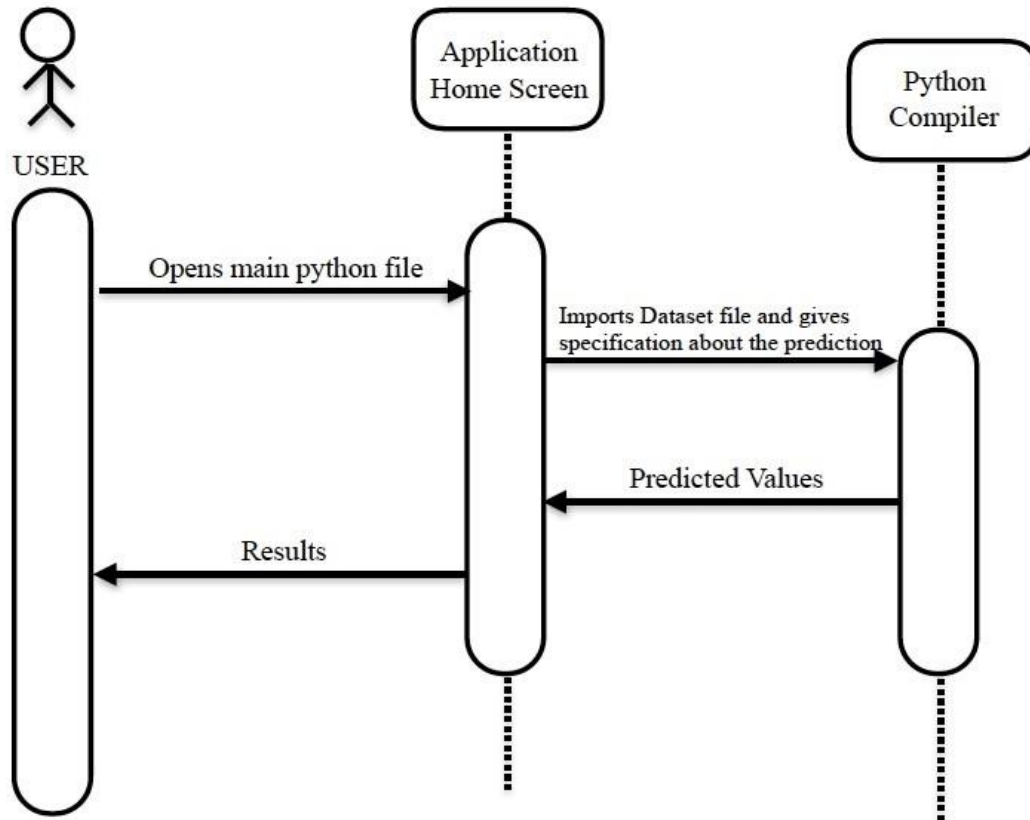 Application
Home Screen
Python
Compiler
USER
Opens main python file
Imports Dataset file and gives
specification about the prediction
Predicted Values
Results